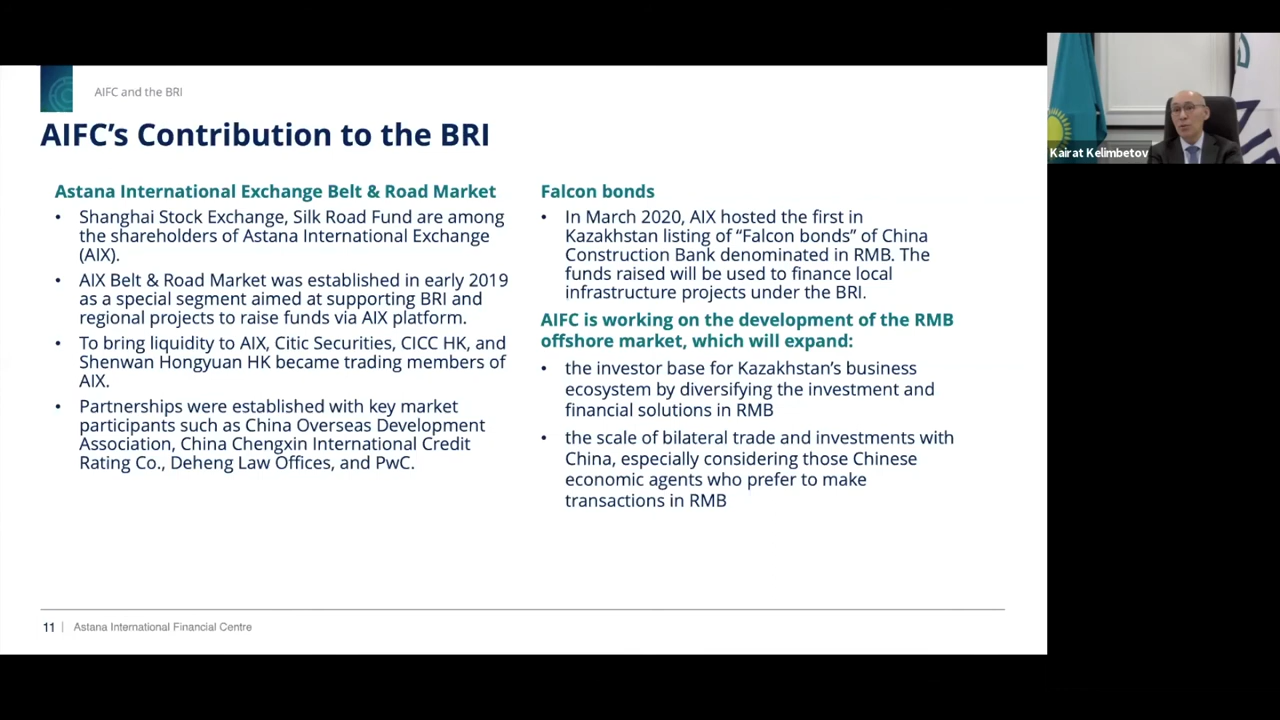 AIFC and the BRI
AIFC’s Contribution to the BRI
Astana International Exchange Belt & Road Market
• Shanghai Stock Exchange, Silk Road Fund are among
the shareholders of Astana International Exchange
(AIX).
• AIX Belt & Road Market was established in early 2019
as a special segment aimed at supporting BRI and
regional projects to raise funds via AIX platform.
• To bring liquidity to AIX, Citic Securities, CICC HK, and
Shenwan Hongyuan HK became trading members of
AIX.
• Partnerships were established with key market
participants such as China Overseas Development
Association, China Chengxin International Credit
Rating Co., Deheng Law Offices, and PwC.
Falcon bonds
• In March 2020, AIX hosted the first in
Kazakhstan listing of “Falcon bonds” of China
Construction Bank denominated in RMB. The
funds raised will be used to finance local
infrastructure projects under the BRI.
AIFC is working on the development of the RMB
offshore market, which will expand:
• the investor base for Kazakhstan’s business
ecosystem by diversifying the investment and
financial solutions in RMB
• the scale of bilateral trade and investments with
China, especially considering those Chinese
economic agents who prefer to make
transactions in RMB
11 | Astana International Financial Centre
Kairat Kelimbetov